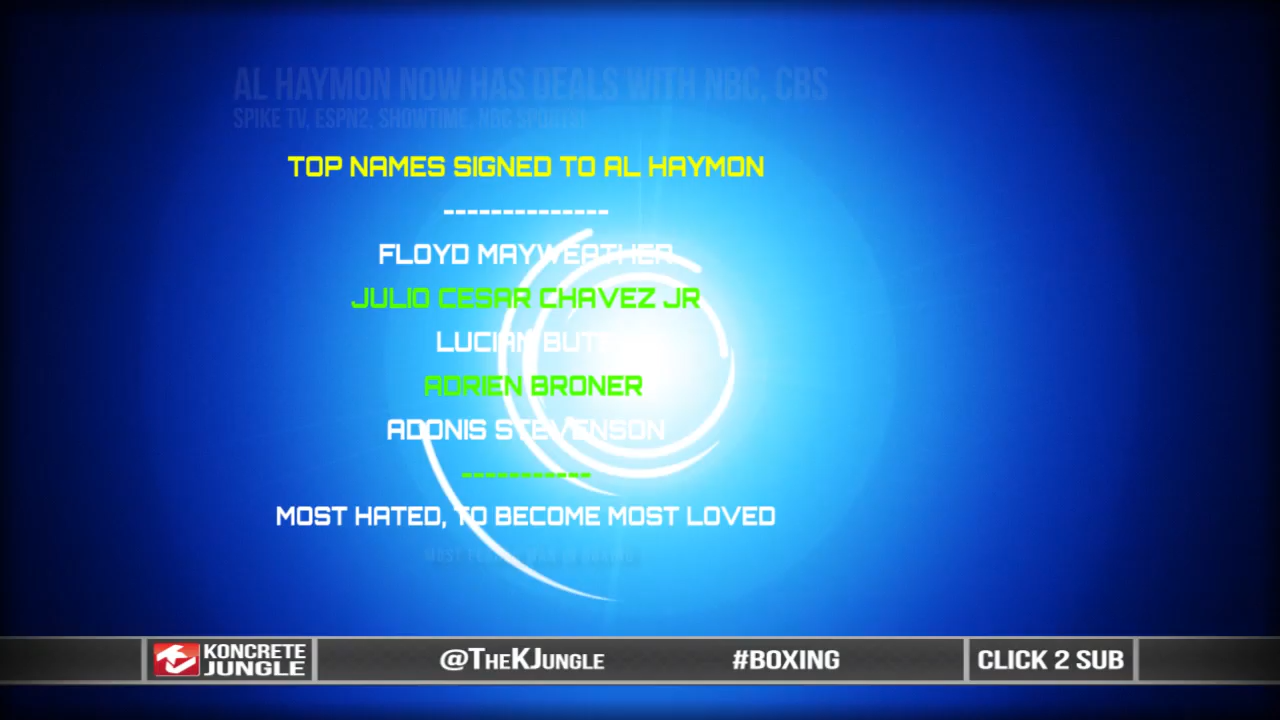 AL HAYMON NOW HAS DEALS WITH NBC, CBS
SPIKE TV, ESPN2, SHOWTIME, NBC SPORTS!
TOP NAMES SIGNED TO AL HAYMON
--------------
FLOYD MAYWEATHER
JULIO CESAR CHAVEZ JR
LUCIAN
ADRIEN BRONER
ADONIS STEVENSON
-----------
MOST HATED, TO BECOME MOST LOVED
MOST
KONCRETE JUNGLE
@THEKJUNGLE
#BOXING
CLICK 2 SUB